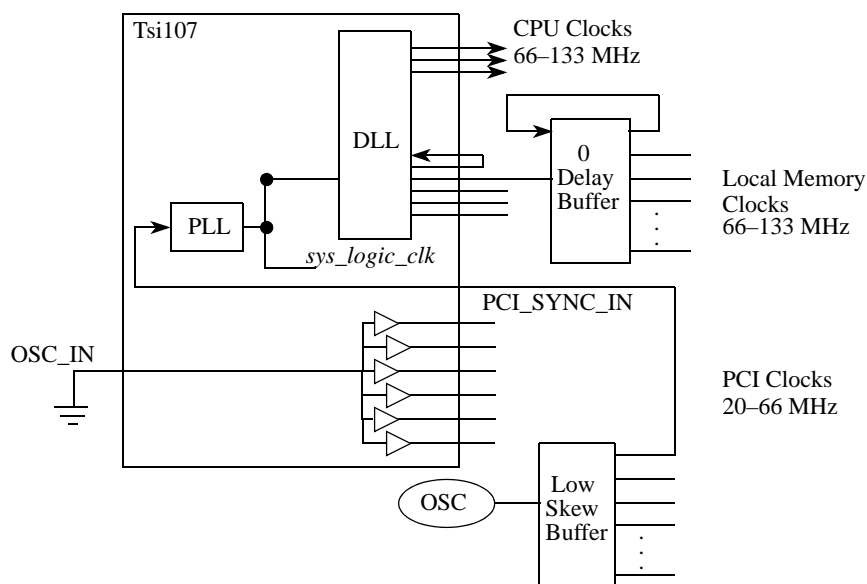 Tsi107
CPU Clocks
66–133 MHz
DLL
0
Delay
Buffer
Local Memory
Clocks
66–133 MHz
PLL
sys_logic_clk
PCI_SYNC_IN
OSC_IN
PCI Clocks
20–66 MHz
OSC
Low
Skew
Buffer